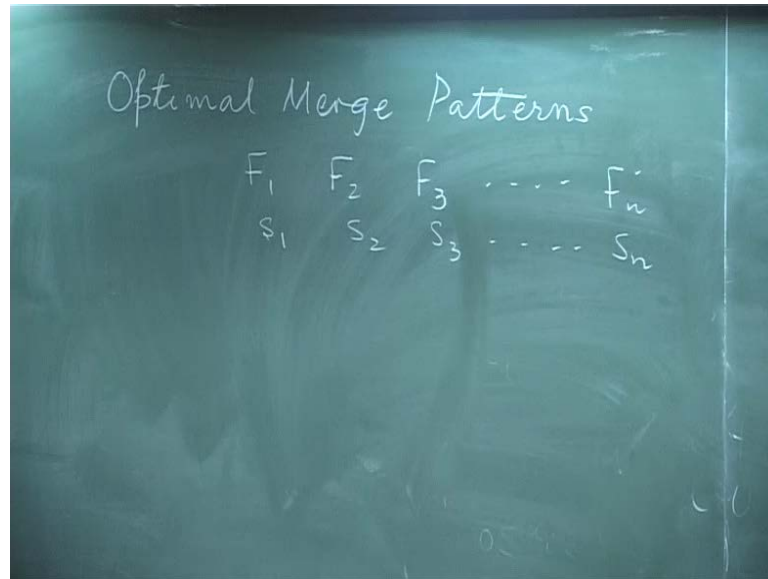 Optimal Merge Patterns
F₁ F₂ F₃ ..... Fₙ
S₁ S₂ S₃ ..... Sₙ